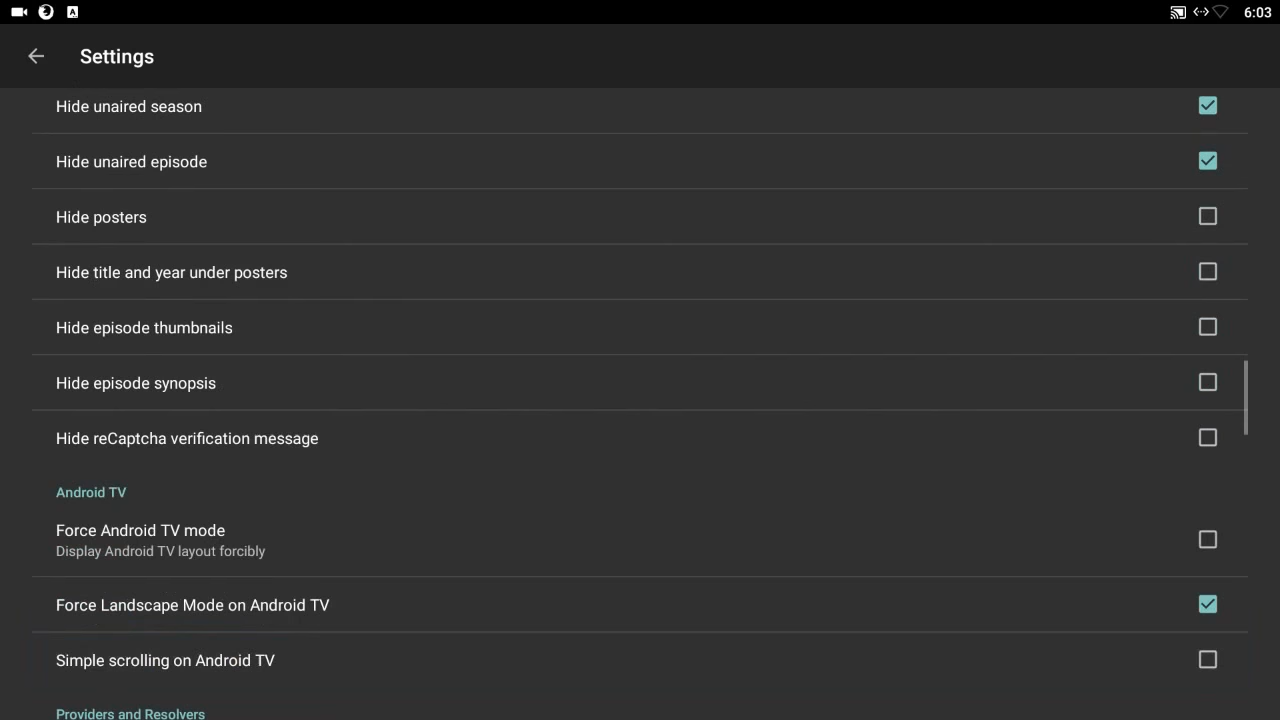 6:03
Settings
Hide unaired season
Hide unaired episode
Hide posters
Hide title and year under posters
Hide episode thumbnails
Hide episode synopsis
Hide reCaptcha verification message
Android TV
Force Android TV mode
Display Android TV layout forcibly
Force Landscape Mode on Android TV
Simple scrolling on Android TV
Providers and Resolvers